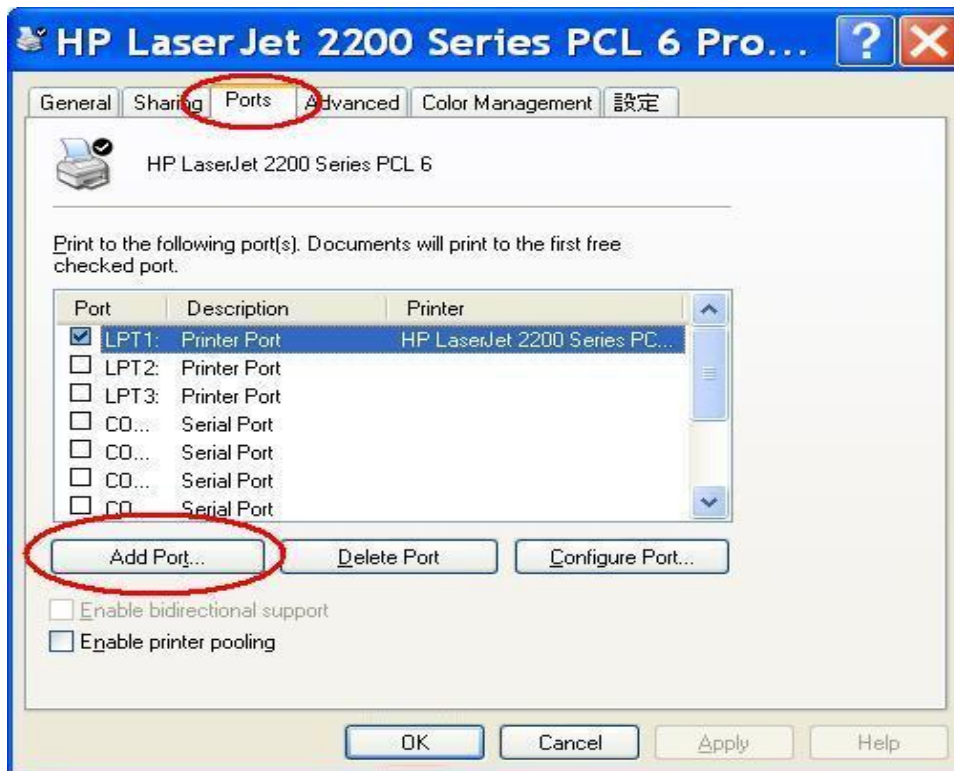 HP LaserJet 2200 Series PCL 6 Pro...
General Sharing Ports Advanced Color Management 設定
HP LaserJet 2200 Series PCL 6
Print to the following port(s). Documents will print to the first free
checked port.
Port Description Printer
LPT1: Printer Port HP LaserJet 2200 Series PC...
LPT2: Printer Port
LPT3: Printer Port
CO... Serial Port
CO... Serial Port
CO... Serial Port
CO... Serial Port
Add Port... Delete Port Configure Port...
Enable bidirectional support
Enable printer pooling
OK Cancel Apply Help